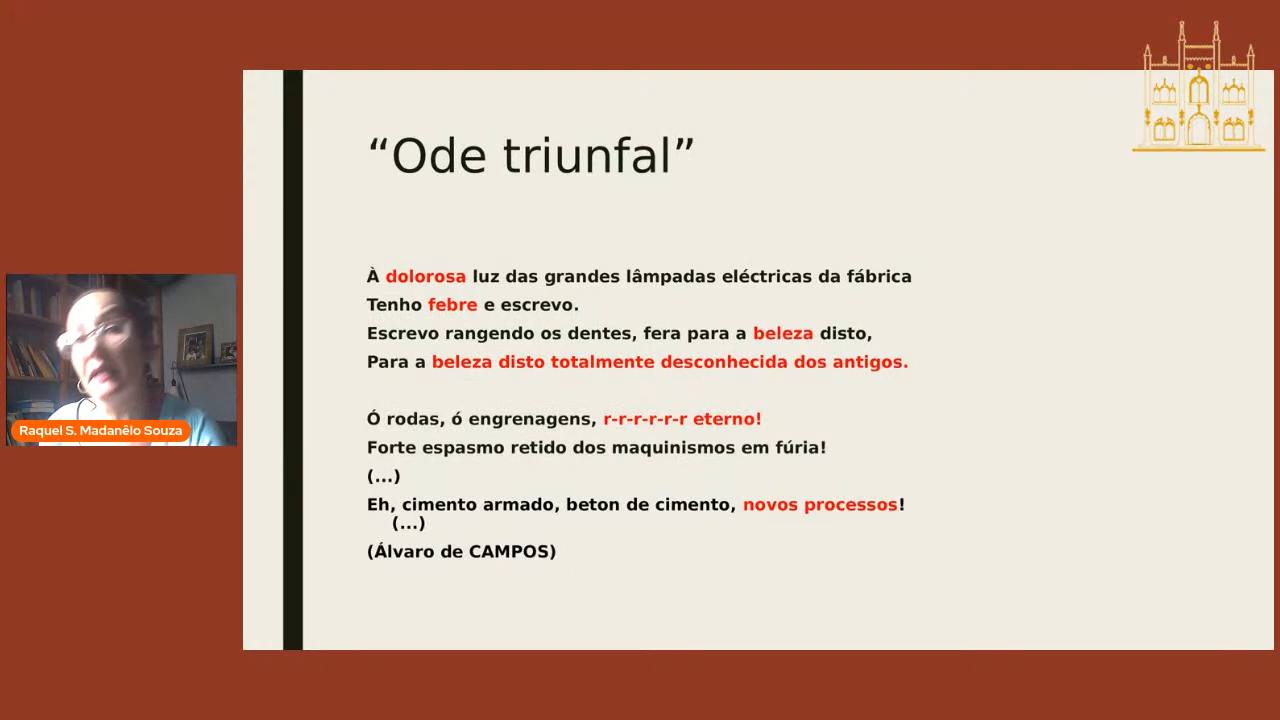 “Ode triunfal”
À dolorosa luz das grandes lâmpadas eléctricas da fábrica
Tenho febre e escrevo.
Escrevo rangendo os dentes, fera para a beleza disto,
Para a beleza disto totalmente desconhecida dos antigos.
Ó rodas, ó engrenagens, r-r-r-r-r-r eterno!
Forte espasmo retido dos maquinismos em fúria!
(...)
Eh, cimento armado, beton de cimento, novos processos!
(...)
(Álvaro de CAMPOS)
Raquel S. Madanêlo Souza